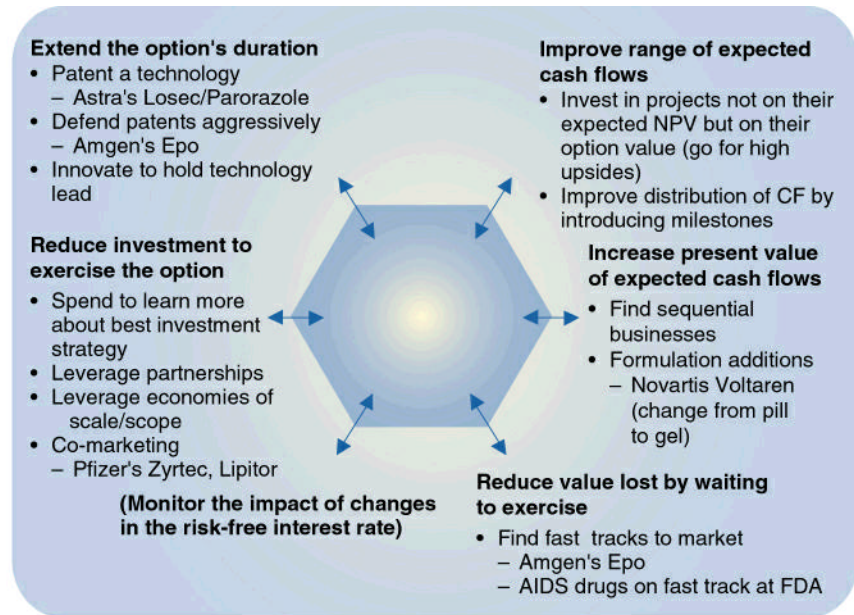 Extend the option's duration
• Patent a technology
– Astra's Losec/Parorazole
• Defend patents aggressively
– Amgen's Epo
• Innovate to hold technology
lead
Improve range of expected
cash flows
• Invest in projects not on their
expected NPV but on their
option value (go for high
upsides)
• Improve distribution of CF by
introducing milestones
Reduce investment to
exercise the option
• Spend to learn more
about best investment
strategy
• Leverage partnerships
• Leverage economies of
scale/scope
• Co-marketing
– Pfizer's Zyrtec, Lipitor
Increase present value
of expected cash flows
• Find sequential
businesses
• Formulation additions
– Novartis Voltaren
(change from pill
to gel)
(Monitor the impact of changes
in the risk-free interest rate)
Reduce value lost by waiting
to exercise
• Find fast tracks to market
– Amgen's Epo
– AIDS drugs on fast track at FDA